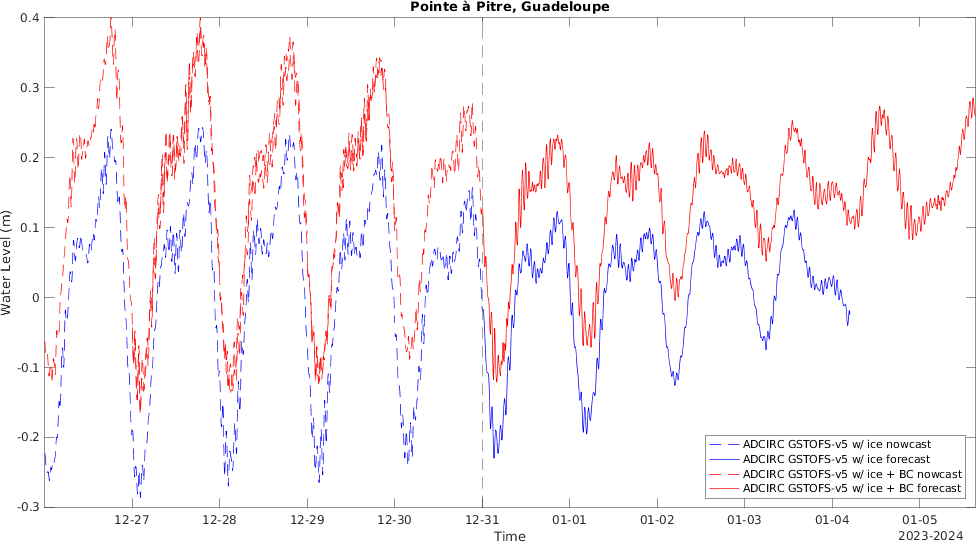 Pointe à Pitre, Guadeloupe
0.4
0.3
0.2
0.1
0
-0.1
-0.2
-0.3
Water Level (m)
ADCIRC GSTOFS-v5 w/ ice nowcast
ADCIRC GSTOFS-v5 w/ ice forecast
ADCIRC GSTOFS-v5 w/ ice + BC nowcast
ADCIRC GSTOFS-v5 w/ ice + BC forecast
12-27 12-28 12-29 12-30 12-31 01-01 01-02 01-03 01-04 01-05
Time
2023-2024